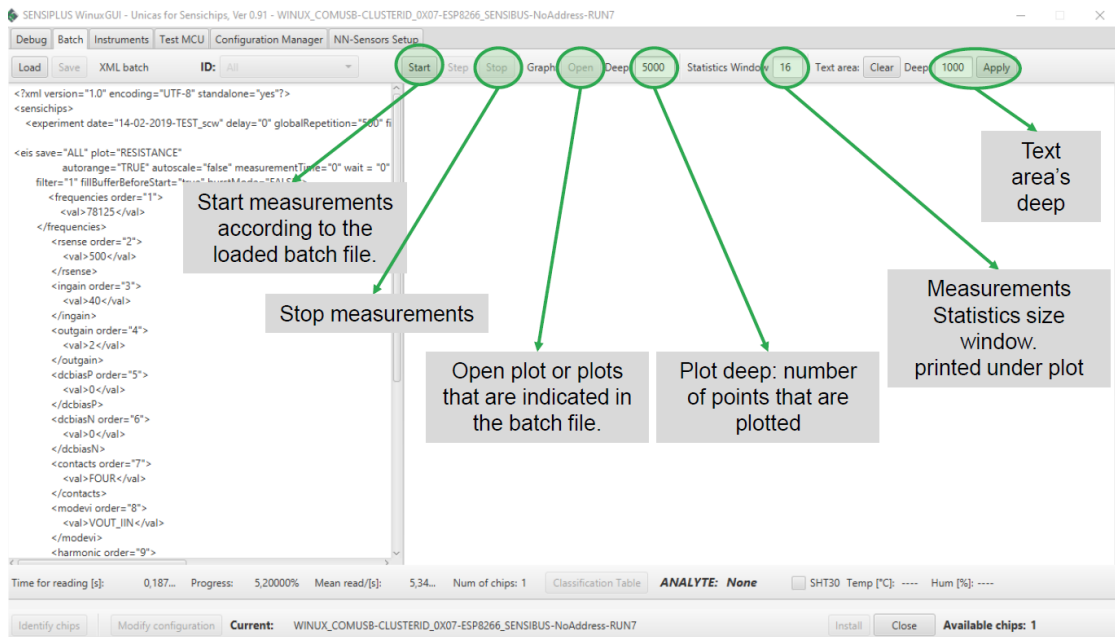 SENSIPLUS WinuxGUI - Unicas for Sensichips, Ver 0.91 - WINUX_COMUSB-CLUSTERID_0X07-ESP8266_SENSIBUS-NoAddress-RUN7
Debug Batch Instruments Test MCU Configuration Manager NN-Sensors Setup
Load Save XML batch ID: All Start Step Stop Graph: Open Deep 5000 Statistics Window 16 Text area: Clear Deep 1000 Apply
<?xml version="1.0" encoding="UTF-8" standalone="yes"?>
<sensichips>
<experiment date="14-02-2019-TEST_scw" delay="0" globalRepetition="500" fi
<eis save="ALL" plot="RESISTANCE"
autorange="TRUE" autoscale="false" measurementTime="0" wait = "0"
filter="1" fillBufferBeforeStart="true" burstMode="FALSE">
<frequencies order="1">
<val>78125</val>
</frequencies>
<rsense order="2">
<val>500</val>
</rsense>
<ingain order="3">
<val>40</val>
</ingain>
<outgain order="4">
<val>2</val>
</outgain>
<dcbiasP order="5">
<val>0</val>
</dcbiasP>
<dcbiasN order="6">
<val>0</val>
</dcbiasN>
<contacts order="7">
<val>FOUR</val>
</contacts>
<modevi order="8">
<val>VOUT_IIN</val>
</modevi>
<harmonic order="9">
Start measurements
according to the
loaded batch file.
Stop measurements
Open plot or plots
that are indicated in
the batch file.
Plot deep: number
of points that are
plotted
Measurements
Statistics size
window.
printed under plot
Text
area's
deep
Time for reading [s]: 0,187... Progress: 5,20000% Mean read/[s]: 5,34... Num of chips: 1 Classification Table ANALYTE: None SHT30 Temp [°C]: ---- Hum [%]: ----
Identify chips Modify configuration Current: WINUX_COMUSB-CLUSTERID_0X07-ESP8266_SENSIBUS-NoAddress-RUN7 Install Close Available chips: 1